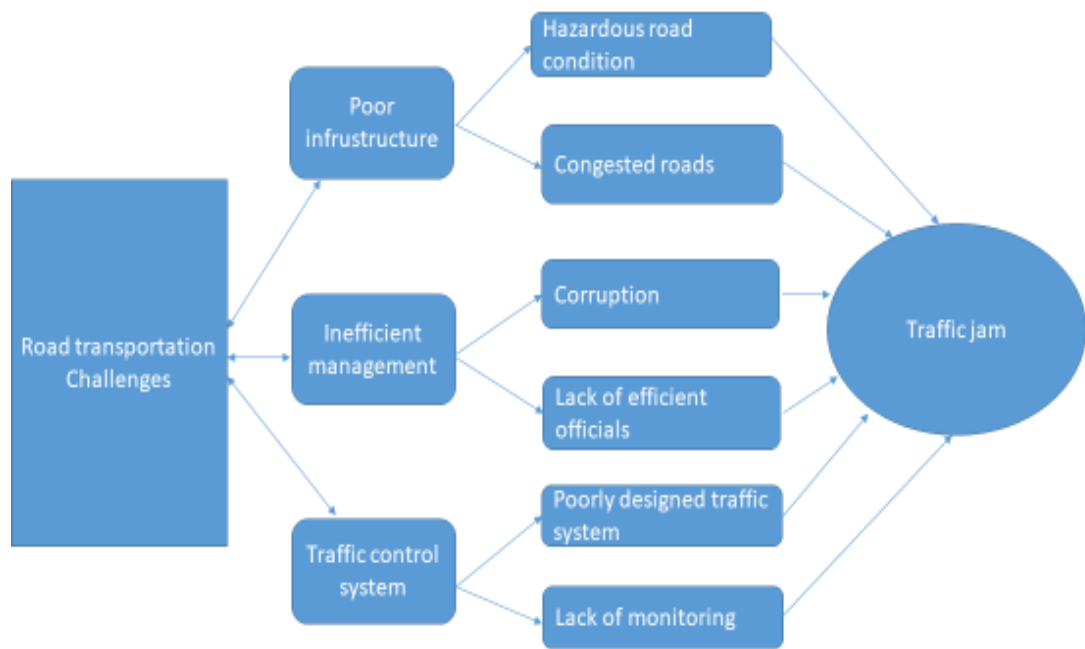 Hazardous road
condition
Poor
infrustructure
Congested roads
Road transportation
Challenges
Inefficient
management
Corruption
Traffic jam
Lack of efficient
officials
Poorly designed traffic
system
Traffic control
system
Lack of monitoring